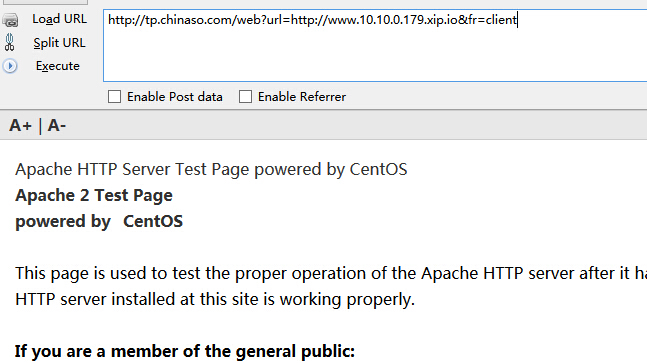 Load URL
http://tp.chinaso.com/web?url=http://www.10.10.0.179.xip.io&fr=client
Split URL
Execute
Enable Post data Enable Referrer
A+ | A-
Apache HTTP Server Test Page powered by CentOS
Apache 2 Test Page
powered by CentOS
This page is used to test the proper operation of the Apache HTTP server after it ha
HTTP server installed at this site is working properly.
If you are a member of the general public: